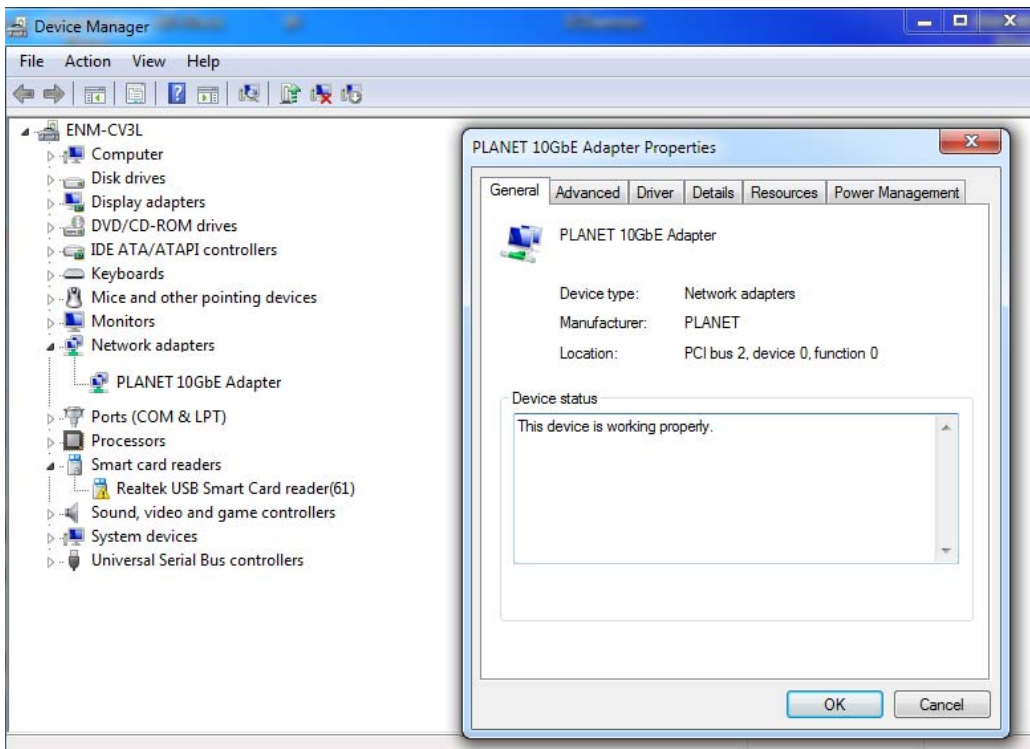 Device Manager
File Action View Help
ENM-CV3L
Computer
Disk drives
Display adapters
DVD/CD-ROM drives
IDE ATA/ATAPI controllers
Keyboards
Mice and other pointing devices
Monitors
Network adapters
PLANET 10GbE Adapter
Ports (COM & LPT)
Processors
Smart card readers
Realtek USB Smart Card reader(61)
Sound, video and game controllers
System devices
Universal Serial Bus controllers
PLANET 10GbE Adapter Properties
General Advanced Driver Details Resources Power Management
PLANET 10GbE Adapter
Device type: Network adapters
Manufacturer: PLANET
Location: PCI bus 2, device 0, function 0
Device status
This device is working properly.
OK Cancel